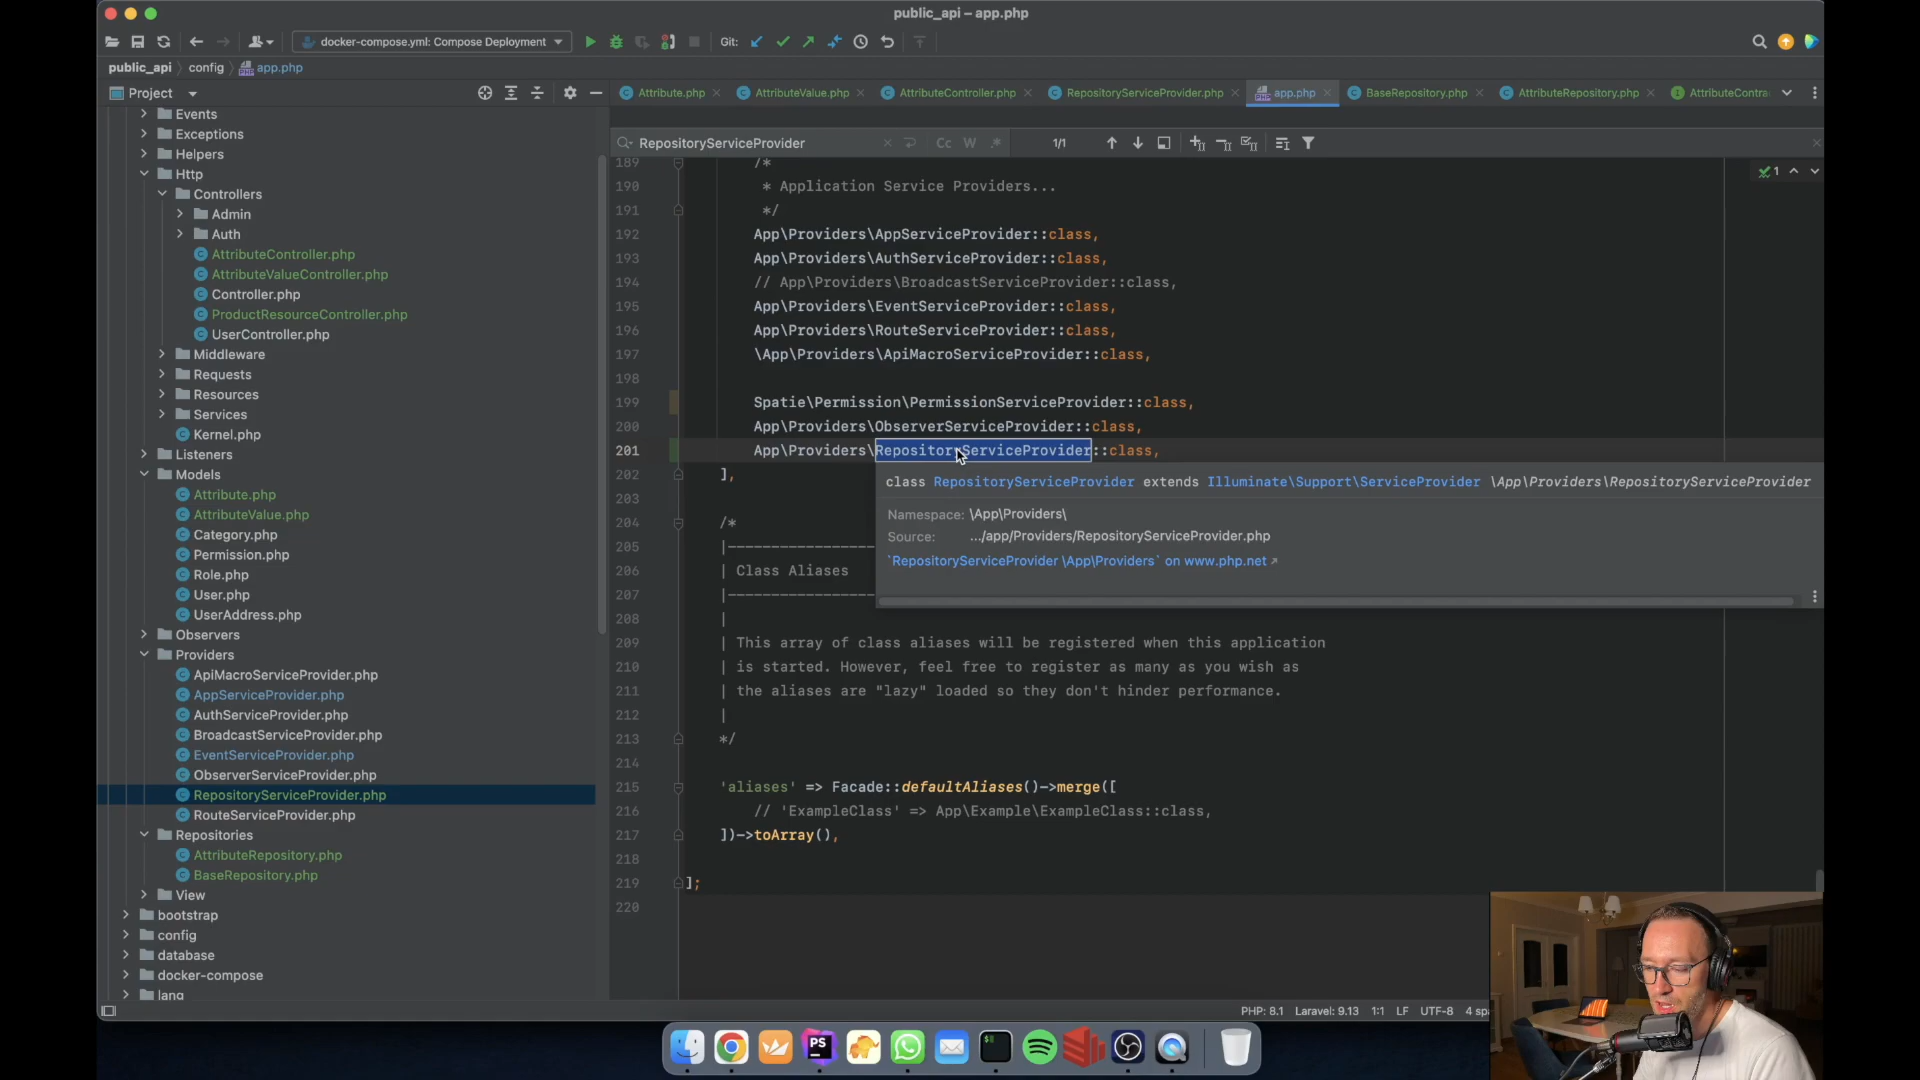 public_api – app.php
docker-compose.yml: Compose Deployment
Git:
public_api
config
app.php
Project
Attribute.php
AttributeValue.php
AttributeController.php
RepositoryServiceProvider.php
app.php
BaseRepository.php
AttributeRepository.php
AttributeContra
Events
Exceptions
Helpers
Http
Controllers
Admin
Auth
AttributeController.php
AttributeValueController.php
Controller.php
ProductResourceController.php
UserController.php
Middleware
Requests
Resources
Services
Kernel.php
Listeners
Models
Attribute.php
AttributeValue.php
Category.php
Permission.php
Role.php
User.php
UserAddress.php
Observers
Providers
ApiMacroServiceProvider.php
AppServiceProvider.php
AuthServiceProvider.php
BroadcastServiceProvider.php
EventServiceProvider.php
ObserverServiceProvider.php
RepositoryServiceProvider.php
RouteServiceProvider.php
Repositories
AttributeRepository.php
BaseRepository.php
View
bootstrap
config
database
docker-compose
lang
RepositoryServiceProvider
Cc W .* 1/1
1
189 /*
190 * Application Service Providers...
191 */
192 App\Providers\AppServiceProvider::class,
193 App\Providers\AuthServiceProvider::class,
194 // App\Providers\BroadcastServiceProvider::class,
195 App\Providers\EventServiceProvider::class,
196 App\Providers\RouteServiceProvider::class,
197 \App\Providers\ApiMacroServiceProvider::class,
198
199 Spatie\Permission\PermissionServiceProvider::class,
200 App\Providers\ObserverServiceProvider::class,
201 App\Providers\RepositoryServiceProvider::class,
202 ],
203
204 /*
205 |--------------
206 | Class Aliases
207 |--------------
208 |
209 | This array of class aliases will be registered when this application
210 | is started. However, feel free to register as many as you wish as
211 | the aliases are "lazy" loaded so they don't hinder performance.
212 |
213 */
214
215 'aliases' => Facade::defaultAliases()->merge([
216 // 'ExampleClass' => App\Example\ExampleClass::class,
217 ])->toArray(),
218
219 ];
220
class RepositoryServiceProvider extends Illuminate\Support\ServiceProvider \App\Providers\RepositoryServiceProvider
Namespace: \App\Providers\
Source: .../app/Providers/RepositoryServiceProvider.php
`RepositoryServiceProvider \App\Providers` on www.php.net
PHP: 8.1 Laravel: 9.13 1:1 LF UTF-8 4 sp
PS
$